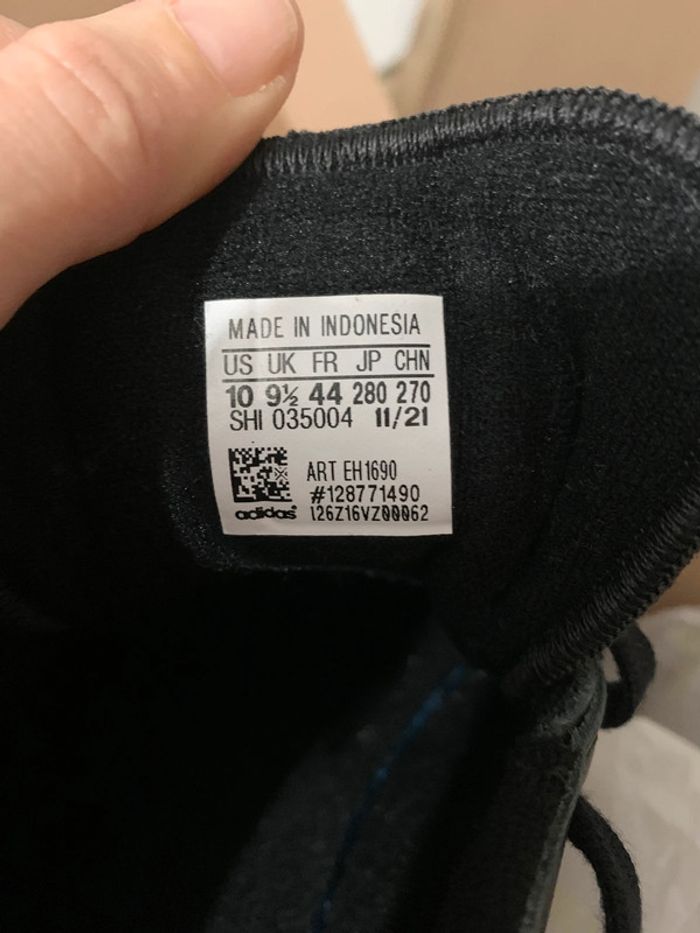 MADE IN INDONESIA
US UK FR JP CHN
10 9½ 44 280 270
SHI 035004 11/21
ART EH1690
#128771490
adidas® 126Z16VZ00062